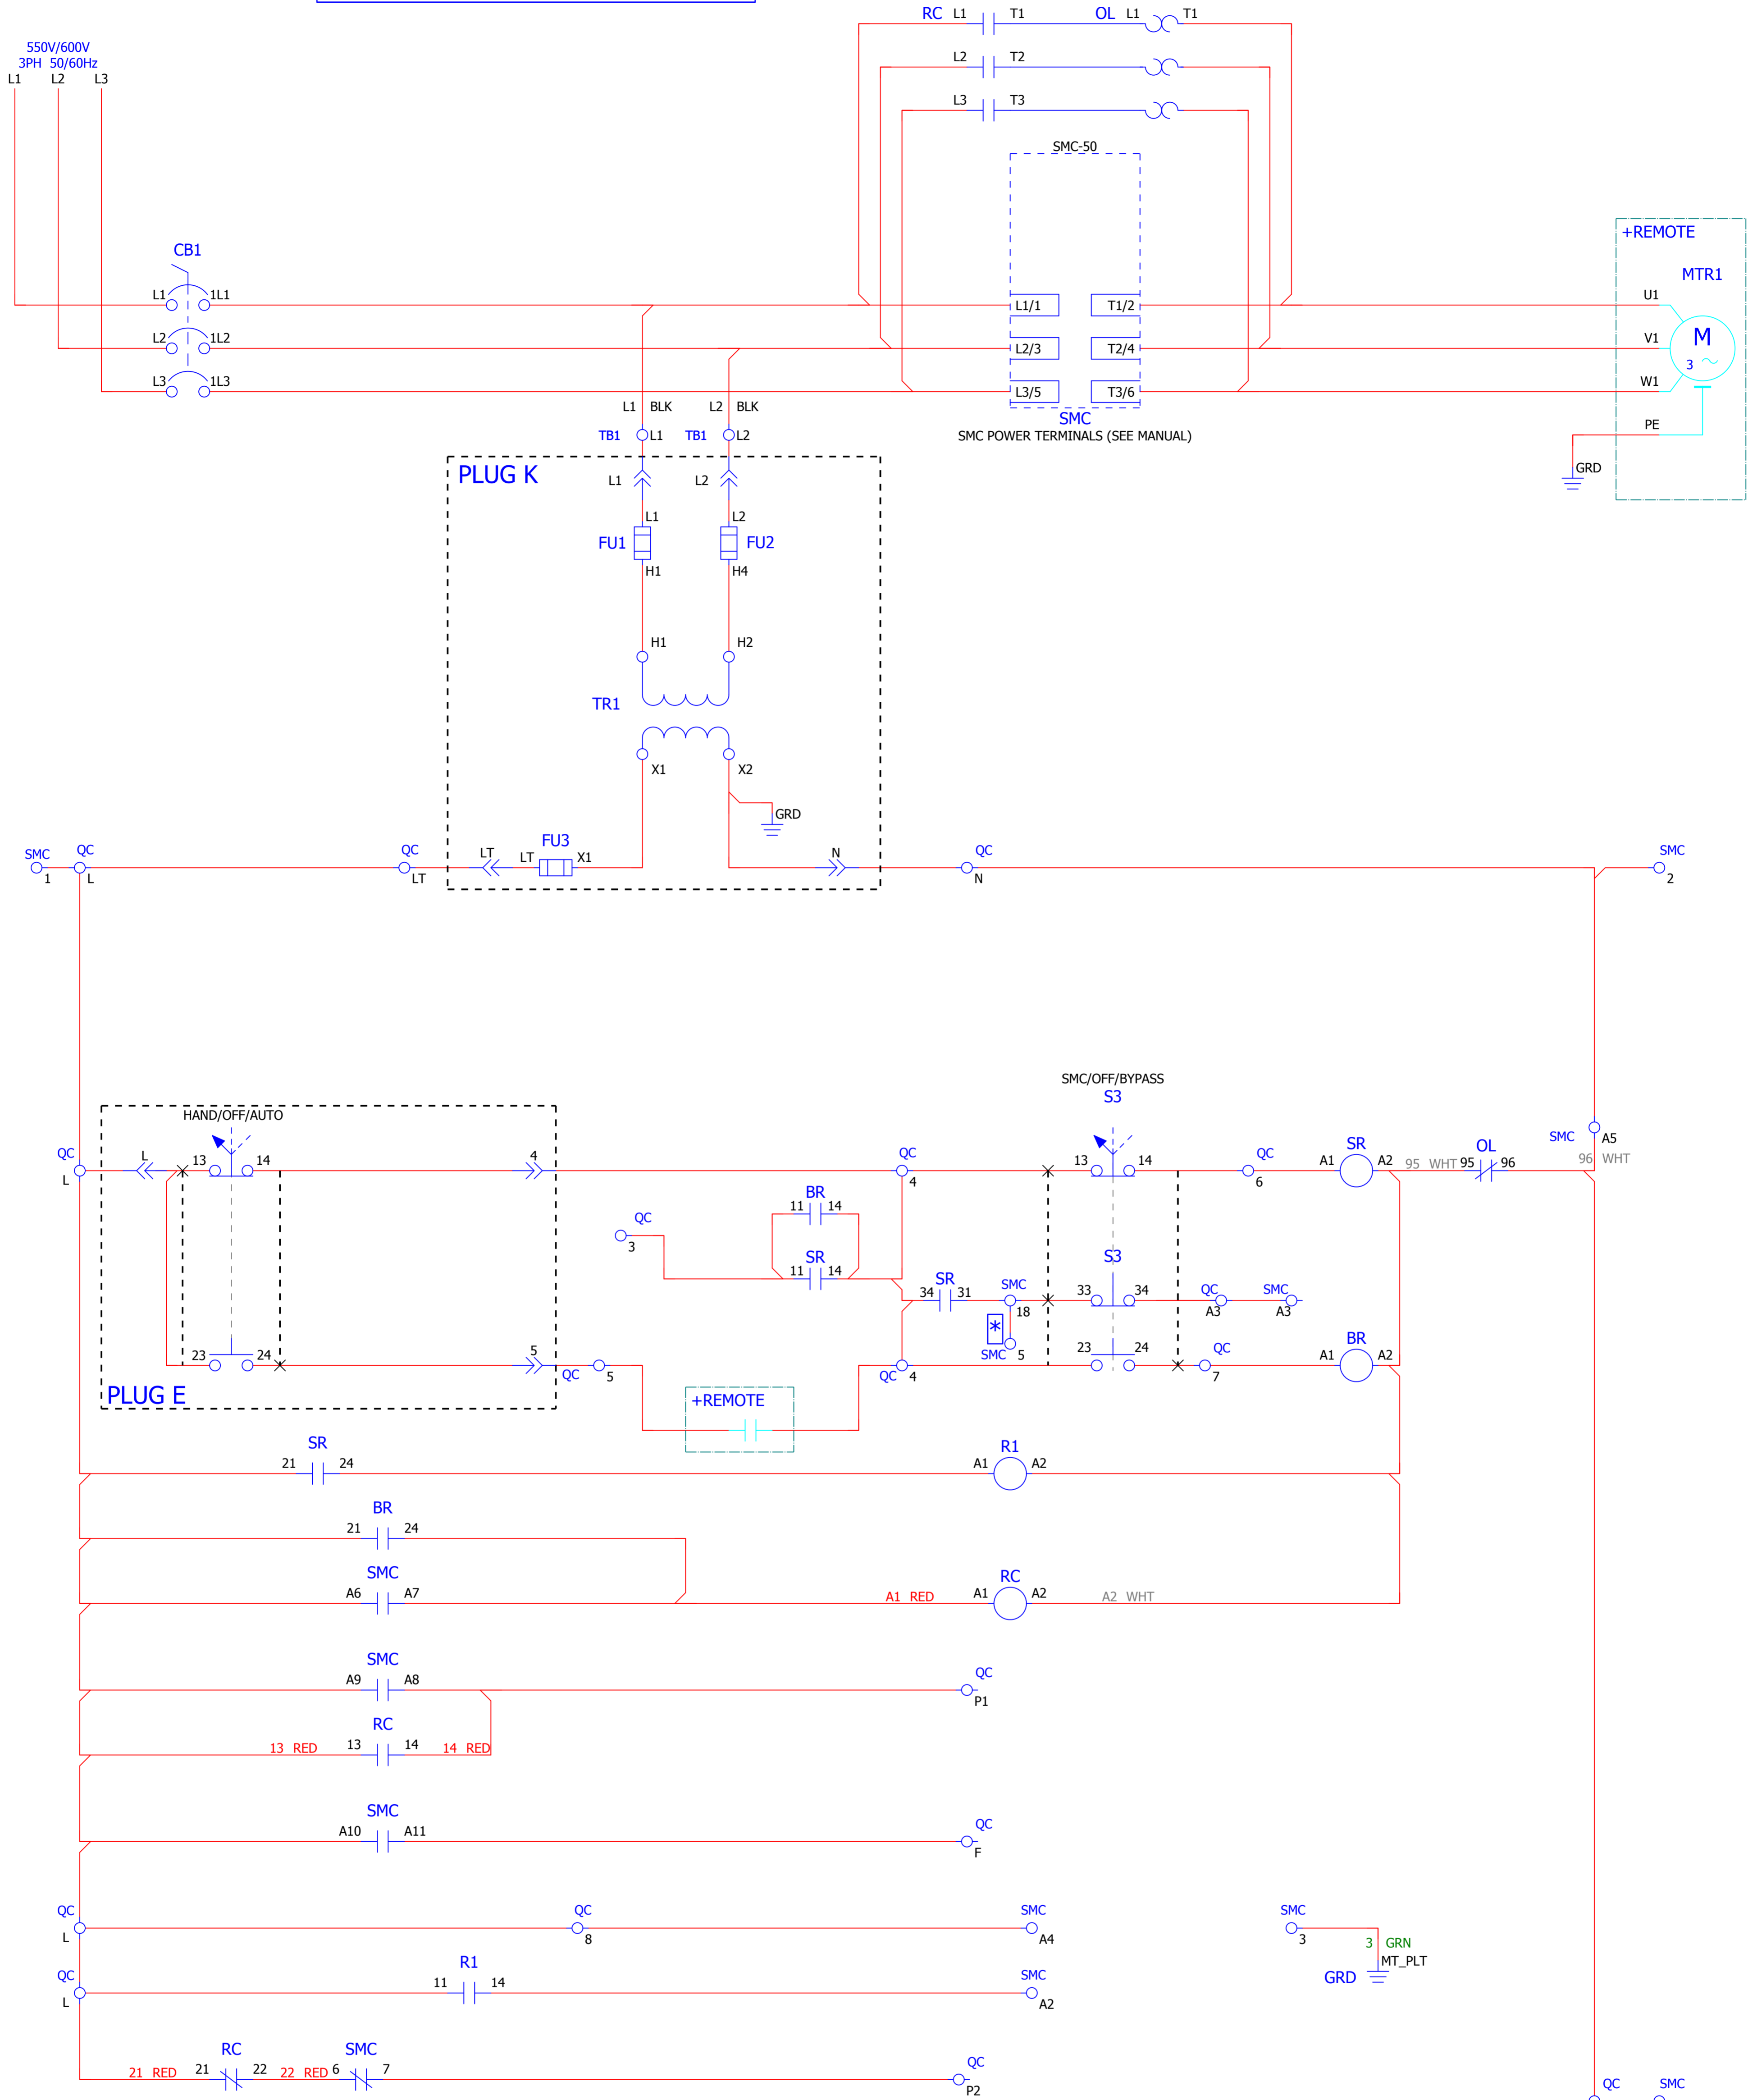 RC L1 T1 OL L1 T1
550V/600V
3PH 50/60Hz
L1 L2 L3
L2 T2
L3 T3
SMC-50
+REMOTE
MTR1
CB1
L1 1L1 L1/1 T1/2 U1
L2 1L2 L2/3 T2/4 V1 M
3
L3 1L3 L3/5 T3/6 W1
L1 BLK L2 BLK
SMC
SMC POWER TERMINALS (SEE MANUAL)
PE
TB1 L1 TB1 L2
GRD
PLUG K
L1 L2
L1 L2
FU1 FU2
H1 H4
H1 H2
TR1
X1 X2
GRD
SMC QC QC FU3 QC SMC
LT LT X1 N
1 L LT N 2
SMC/OFF/BYPASS
S3
HAND/OFF/AUTO
QC L 13 14 4 QC 13 14 QC SR OL SMC A5
A1 A2 95 WHT 95 96 96 WHT
L 4 6
BR
11 14
QC
3
SR S3
11 14
SR SMC
34 31 18 33 34 QC A3 SMC A3
*
SMC 5
23 24 5 QC 5 QC 4 23 24 QC 7 BR A1 A2
PLUG E
+REMOTE
SR R1
21 24 A1 A2
BR
21 24
SMC RC
A6 A7 A1 RED A1 A2 A2 WHT
SMC QC
A9 A8 P1
RC
13 RED 13 14 14 RED
SMC QC
A10 A11 F
QC QC SMC SMC
L 8 A4 3
3 GRN
MT_PLT
GRD
QC R1 SMC
11 14
L A2
RC SMC QC
21 RED 21 22 22 RED 6 7 P2
QC SMC